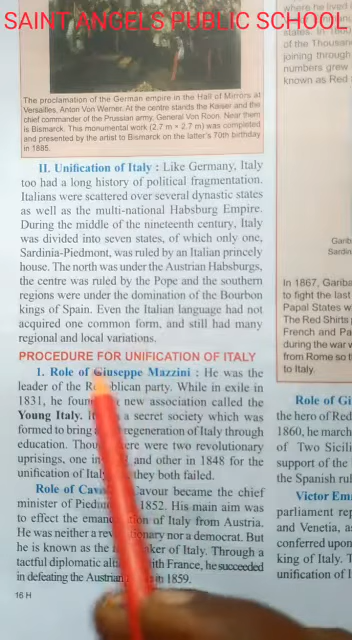 SAINT ANGELS PUBLIC SCHOOL
The proclamation of the German empire in the Hall of Mirrors at
Versailles, Anton Von Werner. At the centre stands the Kaiser and the
chief commander of the Prussian army, General Von Roon. Near them
is Bismarck. This monumental work (2.7 m × 2.7 m) was completed
and presented by the artist to Bismarck on the latter's 70th birthday
in 1885.
II. Unification of Italy : Like Germany, Italy
too had a long history of political fragmentation.
Italians were scattered over several dynastic states
as well as the multi-national Habsburg Empire.
During the middle of the nineteenth century, Italy
was divided into seven states, of which only one,
Sardinia-Piedmont, was ruled by an Italian princely
house. The north was under the Austrian Habsburgs,
the centre was ruled by the Pope and the southern
regions were under the domination of the Bourbon
kings of Spain. Even the Italian language had not
acquired one common form, and still had many
regional and local variations.
PROCEDURE FOR UNIFICATION OF ITALY
1. Role of Giuseppe Mazzini : He was the
leader of the Republican party. While in exile in
1831, he new association called the
Young Italy. a secret society which was
formed to bring regeneration of Italy through
education. were two revolutionary
uprisings, one in and other in 1848 for the
unification of they both failed.
Role of Cavour became the chief
minister of 1852. His main aim was
to effect the of Italy from Austria.
He was neither a nor a democrat. But
he is known as the of Italy. Through a
tactful diplomatic with France, he succeeded
in defeating the in 1859.
16 H
where he lived
states. In
of the Thousan
joining through
numbers grew
known as Red
Garib
Sardin
In 1867, Gariba
to fight the last
Papal States w
The Red Shirts
French and Pa
during the war w
from Rome so t
to Italy.
Role of Gi
the hero of Red
1860, he march
of Two Sicili
support of the
the Spanish rul
Victor Em
parliament rep
and Venetia, a
conferred upon
king of Italy. T
unification of I